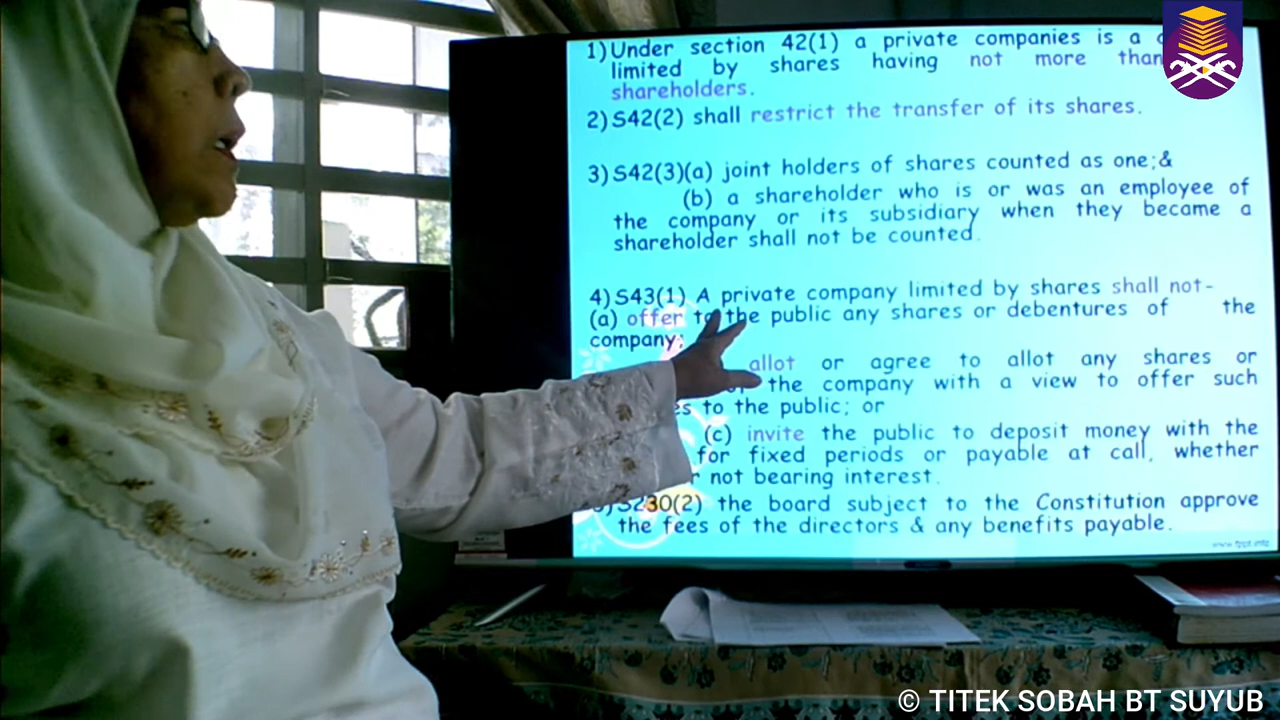 1) Under section 42(1) a private companies is a
limited by shares having not more than
shareholders.
2) S42(2) shall restrict the transfer of its shares.
3) S42(3)(a) joint holders of shares counted as one;&
(b) a shareholder who is or was an employee of
the company or its subsidiary when they became a
shareholder shall not be counted.
4) S43(1) A private company limited by shares shall not-
(a) offer to the public any shares or debentures of the
company;
allot or agree to allot any shares or
the company with a view to offer such
to the public; or
(c) invite the public to deposit money with the
for fixed periods or payable at call, whether
not bearing interest.
S230(2) the board subject to the Constitution approve
the fees of the directors & any benefits payable.
www.fppt.info
© TITEK SOBAH BT SUYUB